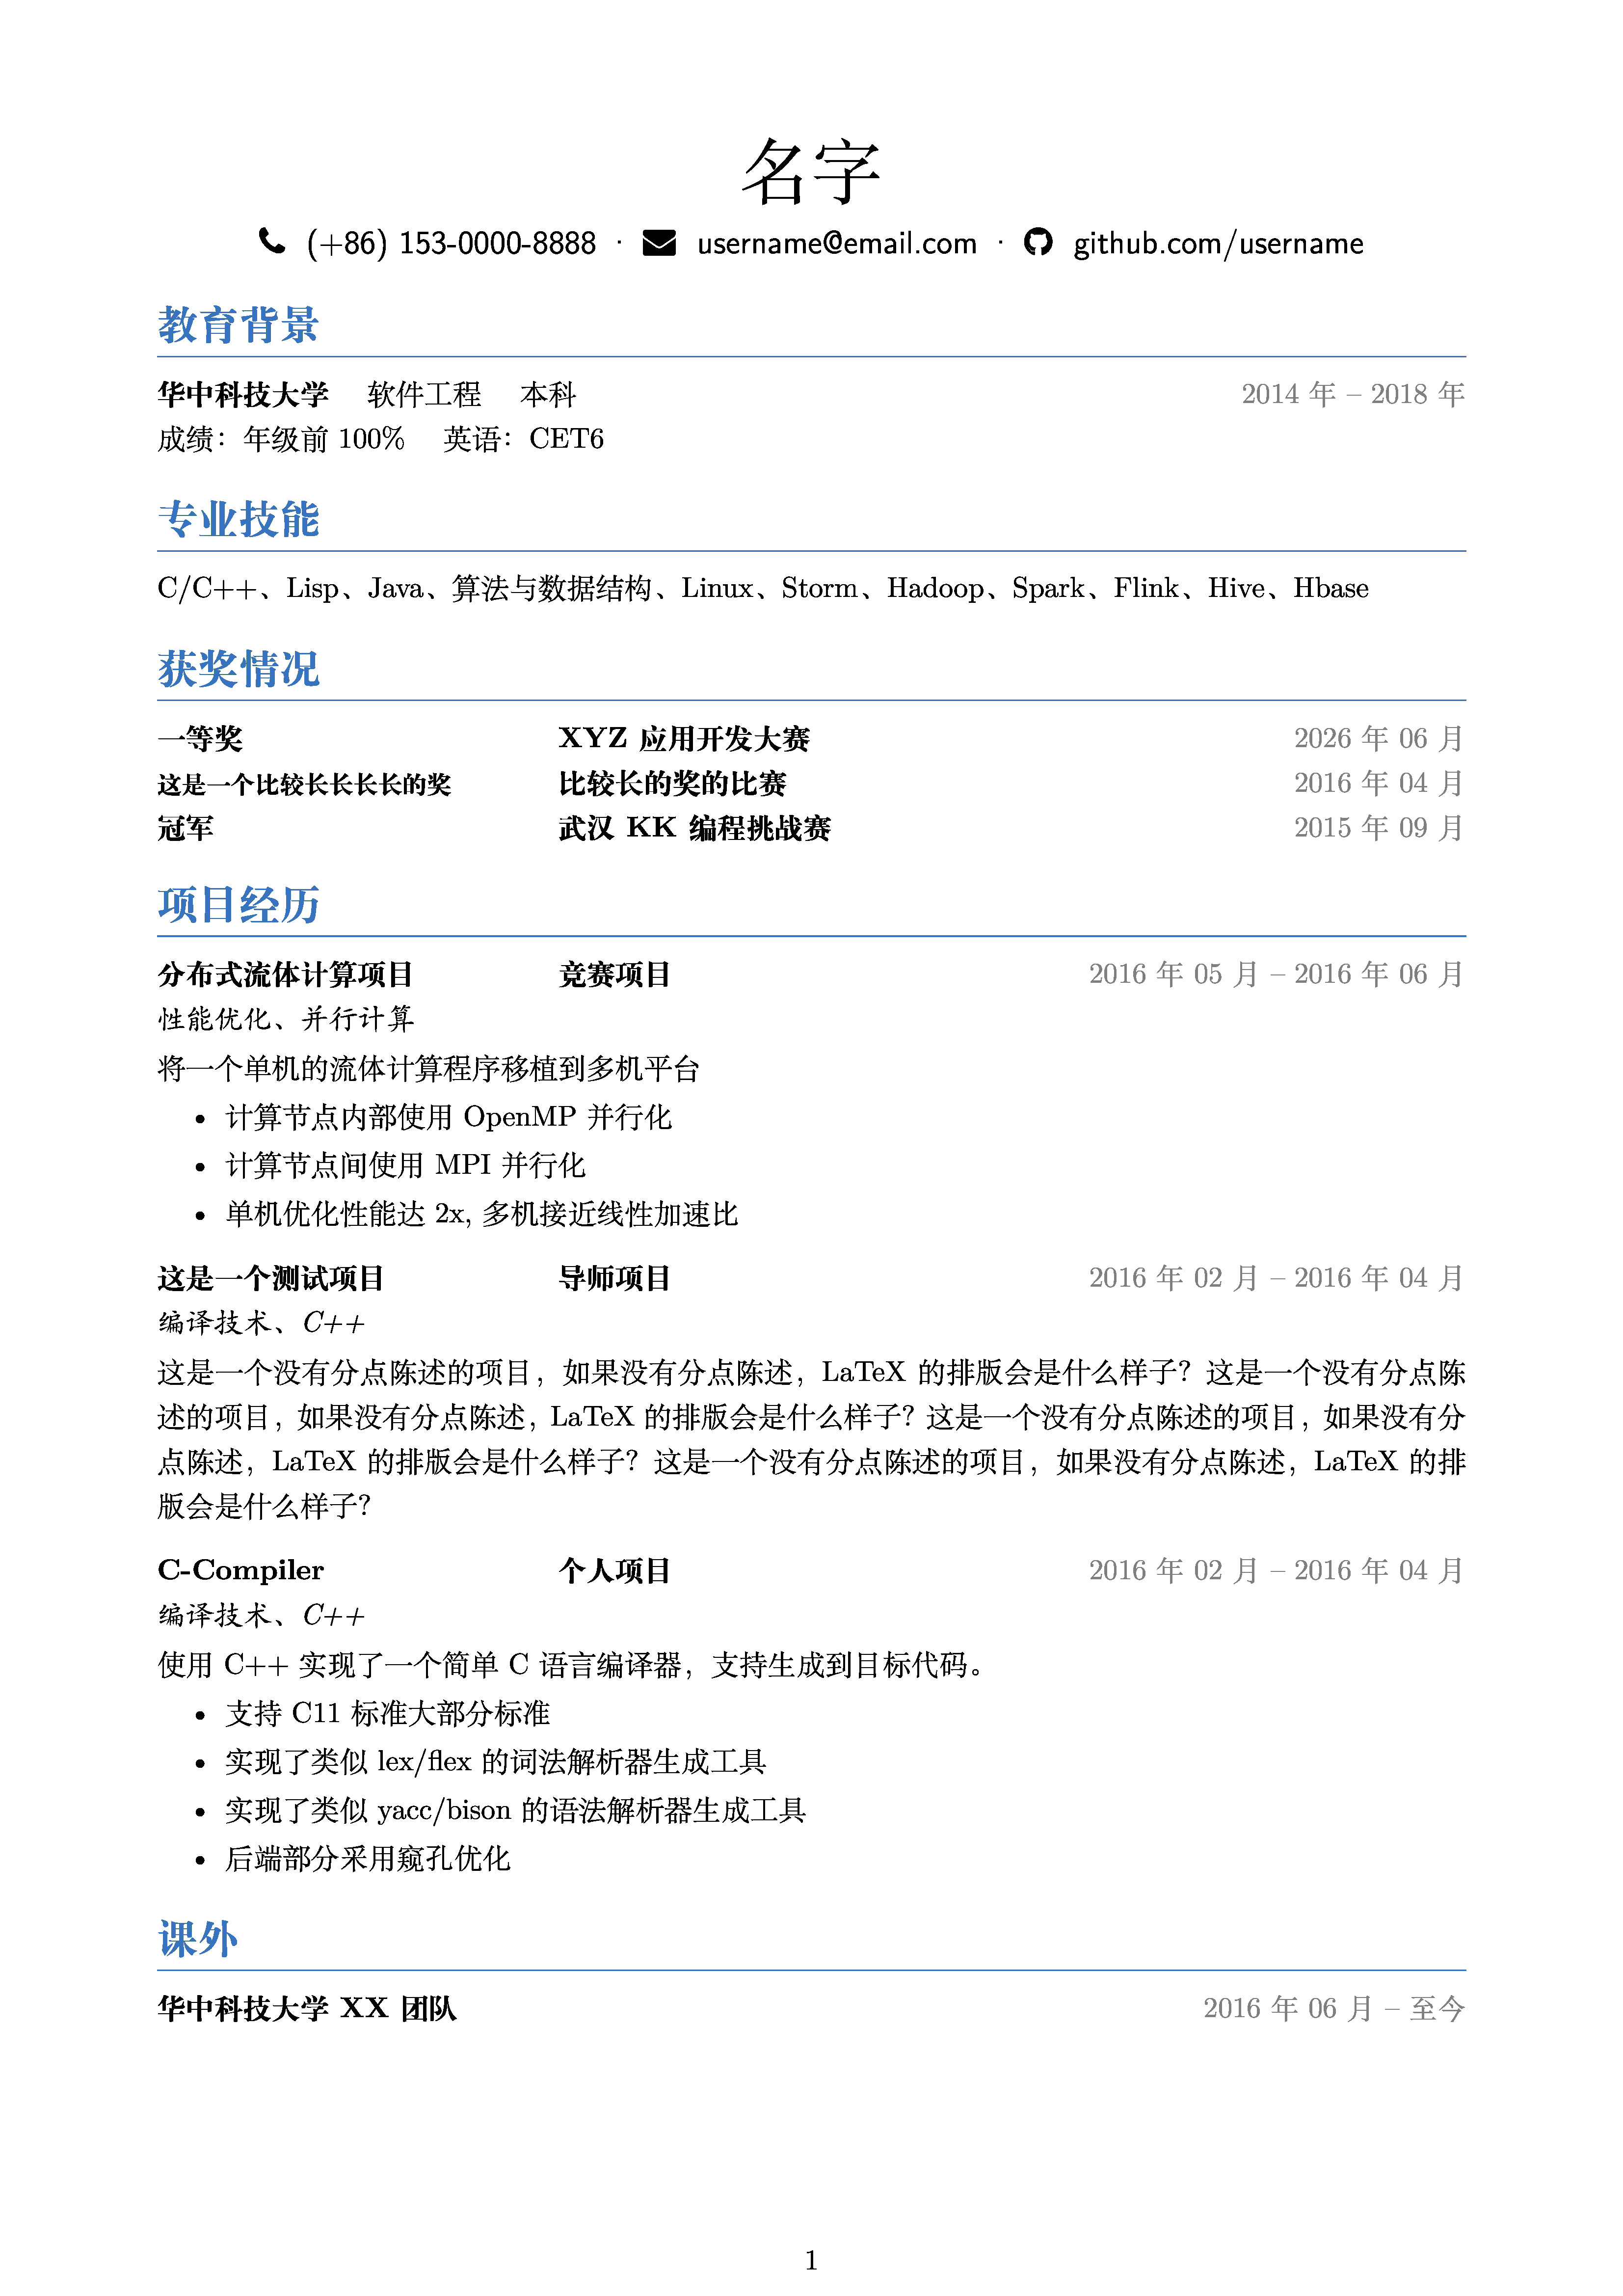 名字
(+86) 153-0000-8888 · username@email.com · github.com/username
教育背景
华中科技大学 软件工程 本科 2014 年 – 2018 年
成绩：年级前 100% 英语：CET6
专业技能
C/C++、Lisp、Java、算法与数据结构、Linux、Storm、Hadoop、Spark、Flink、Hive、Hbase
获奖情况
一等奖 XYZ 应用开发大赛 2026 年 06 月
这是一个比较长长长长的奖 比较长的奖的比赛 2016 年 04 月
冠军 武汉 KK 编程挑战赛 2015 年 09 月
项目经历
分布式流体计算项目 竞赛项目 2016 年 05 月 – 2016 年 06 月
性能优化、并行计算
将一个单机的流体计算程序移植到多机平台
• 计算节点内部使用 OpenMP 并行化
• 计算节点间使用 MPI 并行化
• 单机优化性能达 2x, 多机接近线性加速比
这是一个测试项目 导师项目 2016 年 02 月 – 2016 年 04 月
编译技术、C++
这是一个没有分点陈述的项目，如果没有分点陈述，LaTeX 的排版会是什么样子？这是一个没有分点陈
述的项目，如果没有分点陈述，LaTeX 的排版会是什么样子？这是一个没有分点陈述的项目，如果没有分
点陈述，LaTeX 的排版会是什么样子？这是一个没有分点陈述的项目，如果没有分点陈述，LaTeX 的排
版会是什么样子？
C-Compiler 个人项目 2016 年 02 月 – 2016 年 04 月
编译技术、C++
使用 C++ 实现了一个简单 C 语言编译器，支持生成到目标代码。
• 支持 C11 标准大部分标准
• 实现了类似 lex/flex 的词法解析器生成工具
• 实现了类似 yacc/bison 的语法解析器生成工具
• 后端部分采用窥孔优化
课外
华中科技大学 XX 团队 2016 年 06 月 – 至今
1